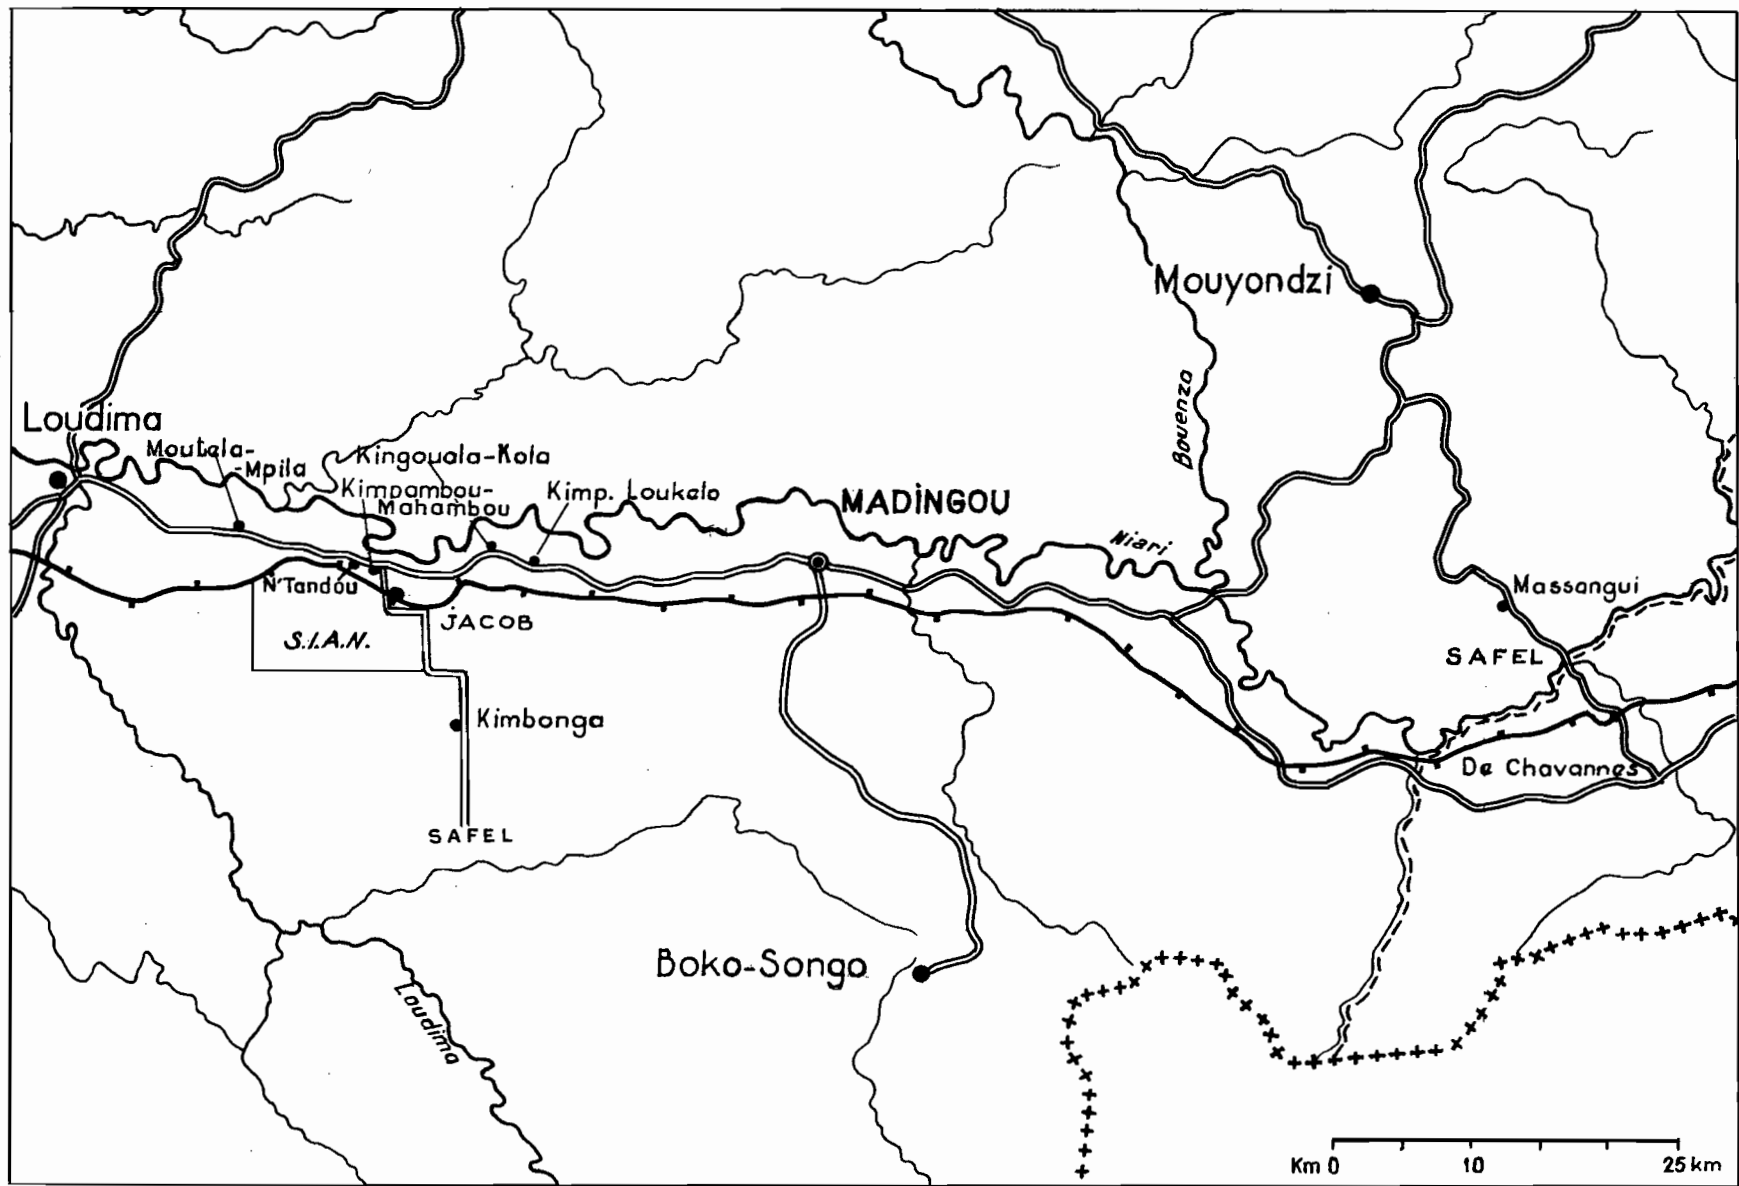 Mouyondzi
Bouenza
Loudima
Moutela-
-Mpila
Kingouala-Kola
Kimpambou-
Mahambou
Kimp. Loukelo
MADINGOU
Niari
N'Tandou
JACOB
S.I.A.N.
Massangui
SAFEL
Kimbonga
De Chavannes
SAFEL
Boko-Songo
Loudima
Km 0 10 25 km